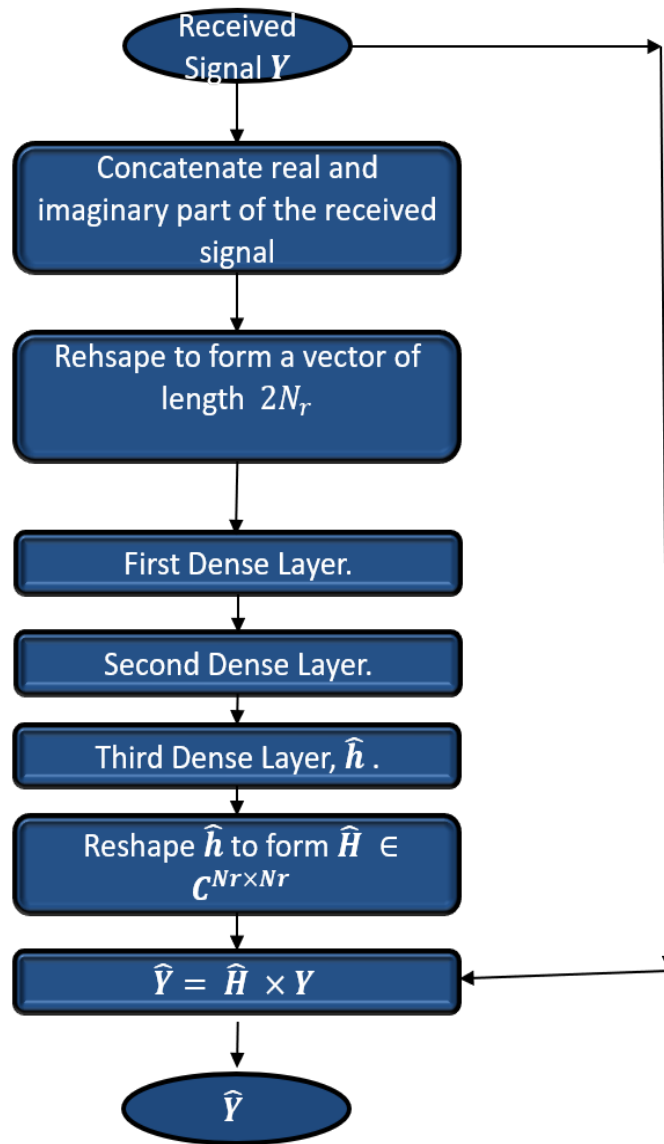 Received
Signal Y
Concatenate real and
imaginary part of the received
signal
Rehsape to form a vector of
length 2Nᵣ
First Dense Layer.
Second Dense Layer.
Third Dense Layer, ĥ .
Reshape ĥ to form Ĥ ∈
C^{Nr×Nr}
Ŷ = Ĥ × Y
Ŷ